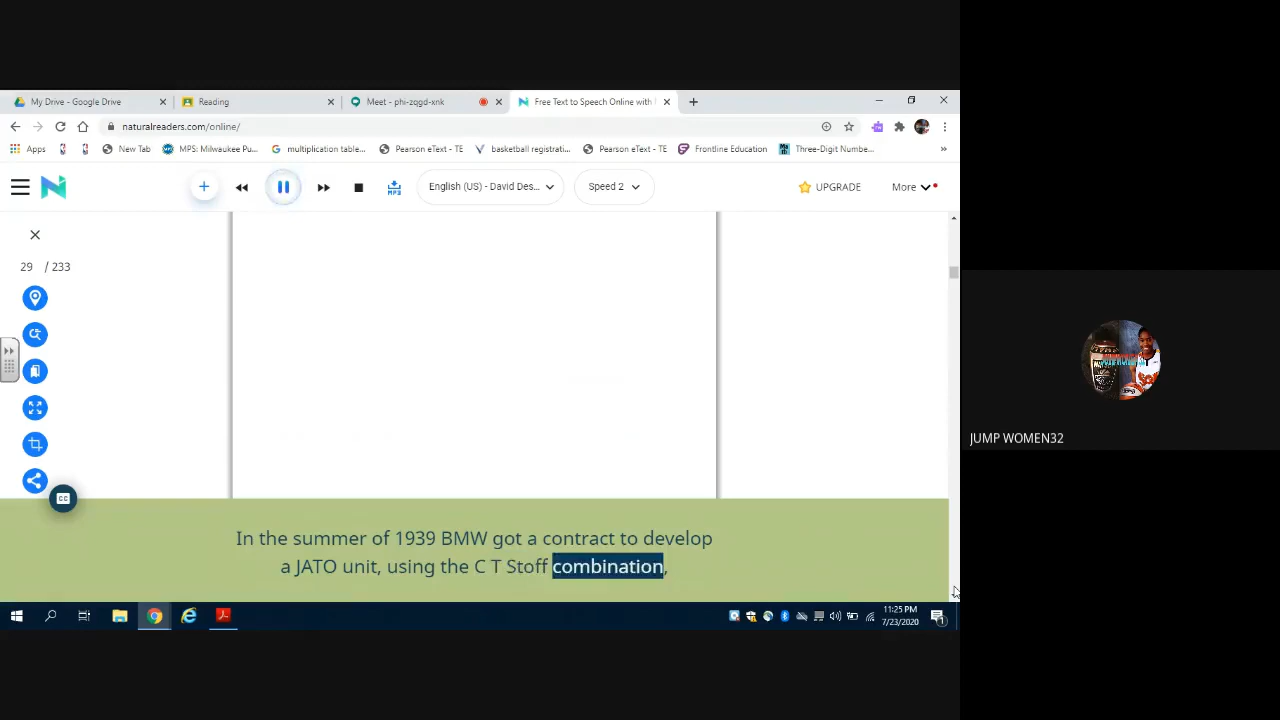 My Drive - Google Drive
Reading
Meet - phi-zqgd-xnk
Free Text to Speech Online with
naturalreaders.com/online/
Apps
New Tab
MPS: Milwaukee Pu...
multiplication table...
Pearson eText - TE
basketball registrati...
Pearson eText - TE
Frontline Education
Three-Digit Numbe...
»
MP3
English (US) - David Des...
Speed 2
UPGRADE
More
29 / 233
CC
In the summer of 1939 BMW got a contract to develop
a JATO unit, using the C T Stoff combination,
11:25 PM
7/23/2020
1
JUMP WOMEN32